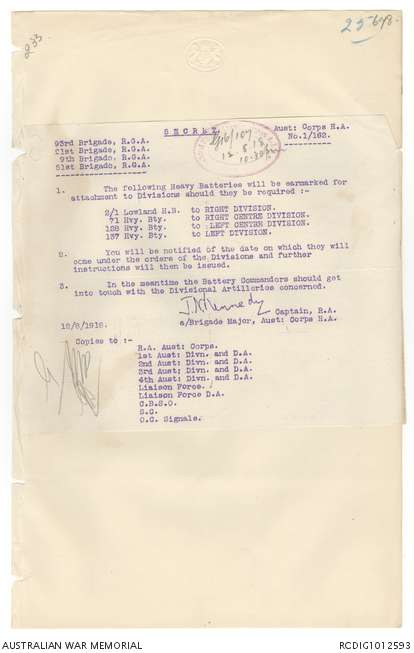 233
SECRET.
Aust: Corps H.A.
No.1/162.
93rd Brigade, R.G.A.
21st Brigade, R.G.A.
9th Brigade, R.G.A.
51st Brigade, R.G.A.
1. The following Heavy Batteries will be earmarked for
attachment to Divisions should they be required :-
2/1 Lowland H.B. to RIGHT DIVISION.
71 Hvy. Bty. to RIGHT CENTRE DIVISION.
128 Hvy. Bty. to LEFT CENTRE DIVISION.
137 Hvy. Bty. to LEFT DIVISION.
2. You will be notified of the date on which they will
come under the orders of the Divisions and further
instructions will then be issued.
3. In the meantime the Battery Commanders should get
into touch with the Divisional Artilleries concerned.
J.R. Kennedy
Captain, R.A.
12/8/1918.
a/Brigade Major, Aust: Corps H.A.
Copies to :-
R.A. Aust: Corps.
1st Aust: Divn. and D.A.
2nd Aust: Divn. and D.A.
3rd Aust: Divn. and D.A.
4th Aust: Divn. and D.A.
Liaison Force.
Liaison Force D.A.
C.B.S.O.
S.C.
O.C. Signals.
AUSTRALIAN WAR MEMORIAL
RCDIG1012593